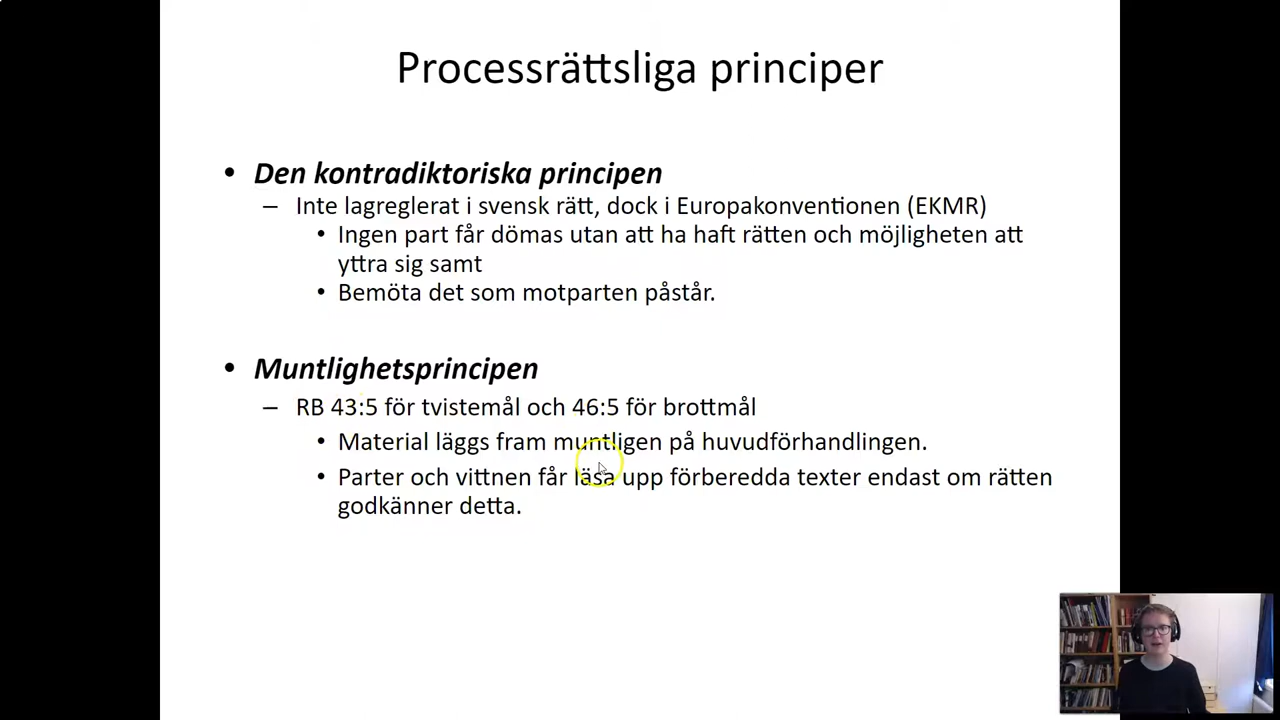 Processrättsliga principer
• Den kontradiktoriska principen
– Inte lagreglerat i svensk rätt, dock i Europakonventionen (EKMR)
• Ingen part får dömas utan att ha haft rätten och möjligheten att
yttra sig samt
• Bemöta det som motparten påstår.
• Muntlighetsprincipen
– RB 43:5 för tvistemål och 46:5 för brottmål
• Material läggs fram muntligen på huvudförhandlingen.
• Parter och vittnen får läsa upp förberedda texter endast om rätten
godkänner detta.